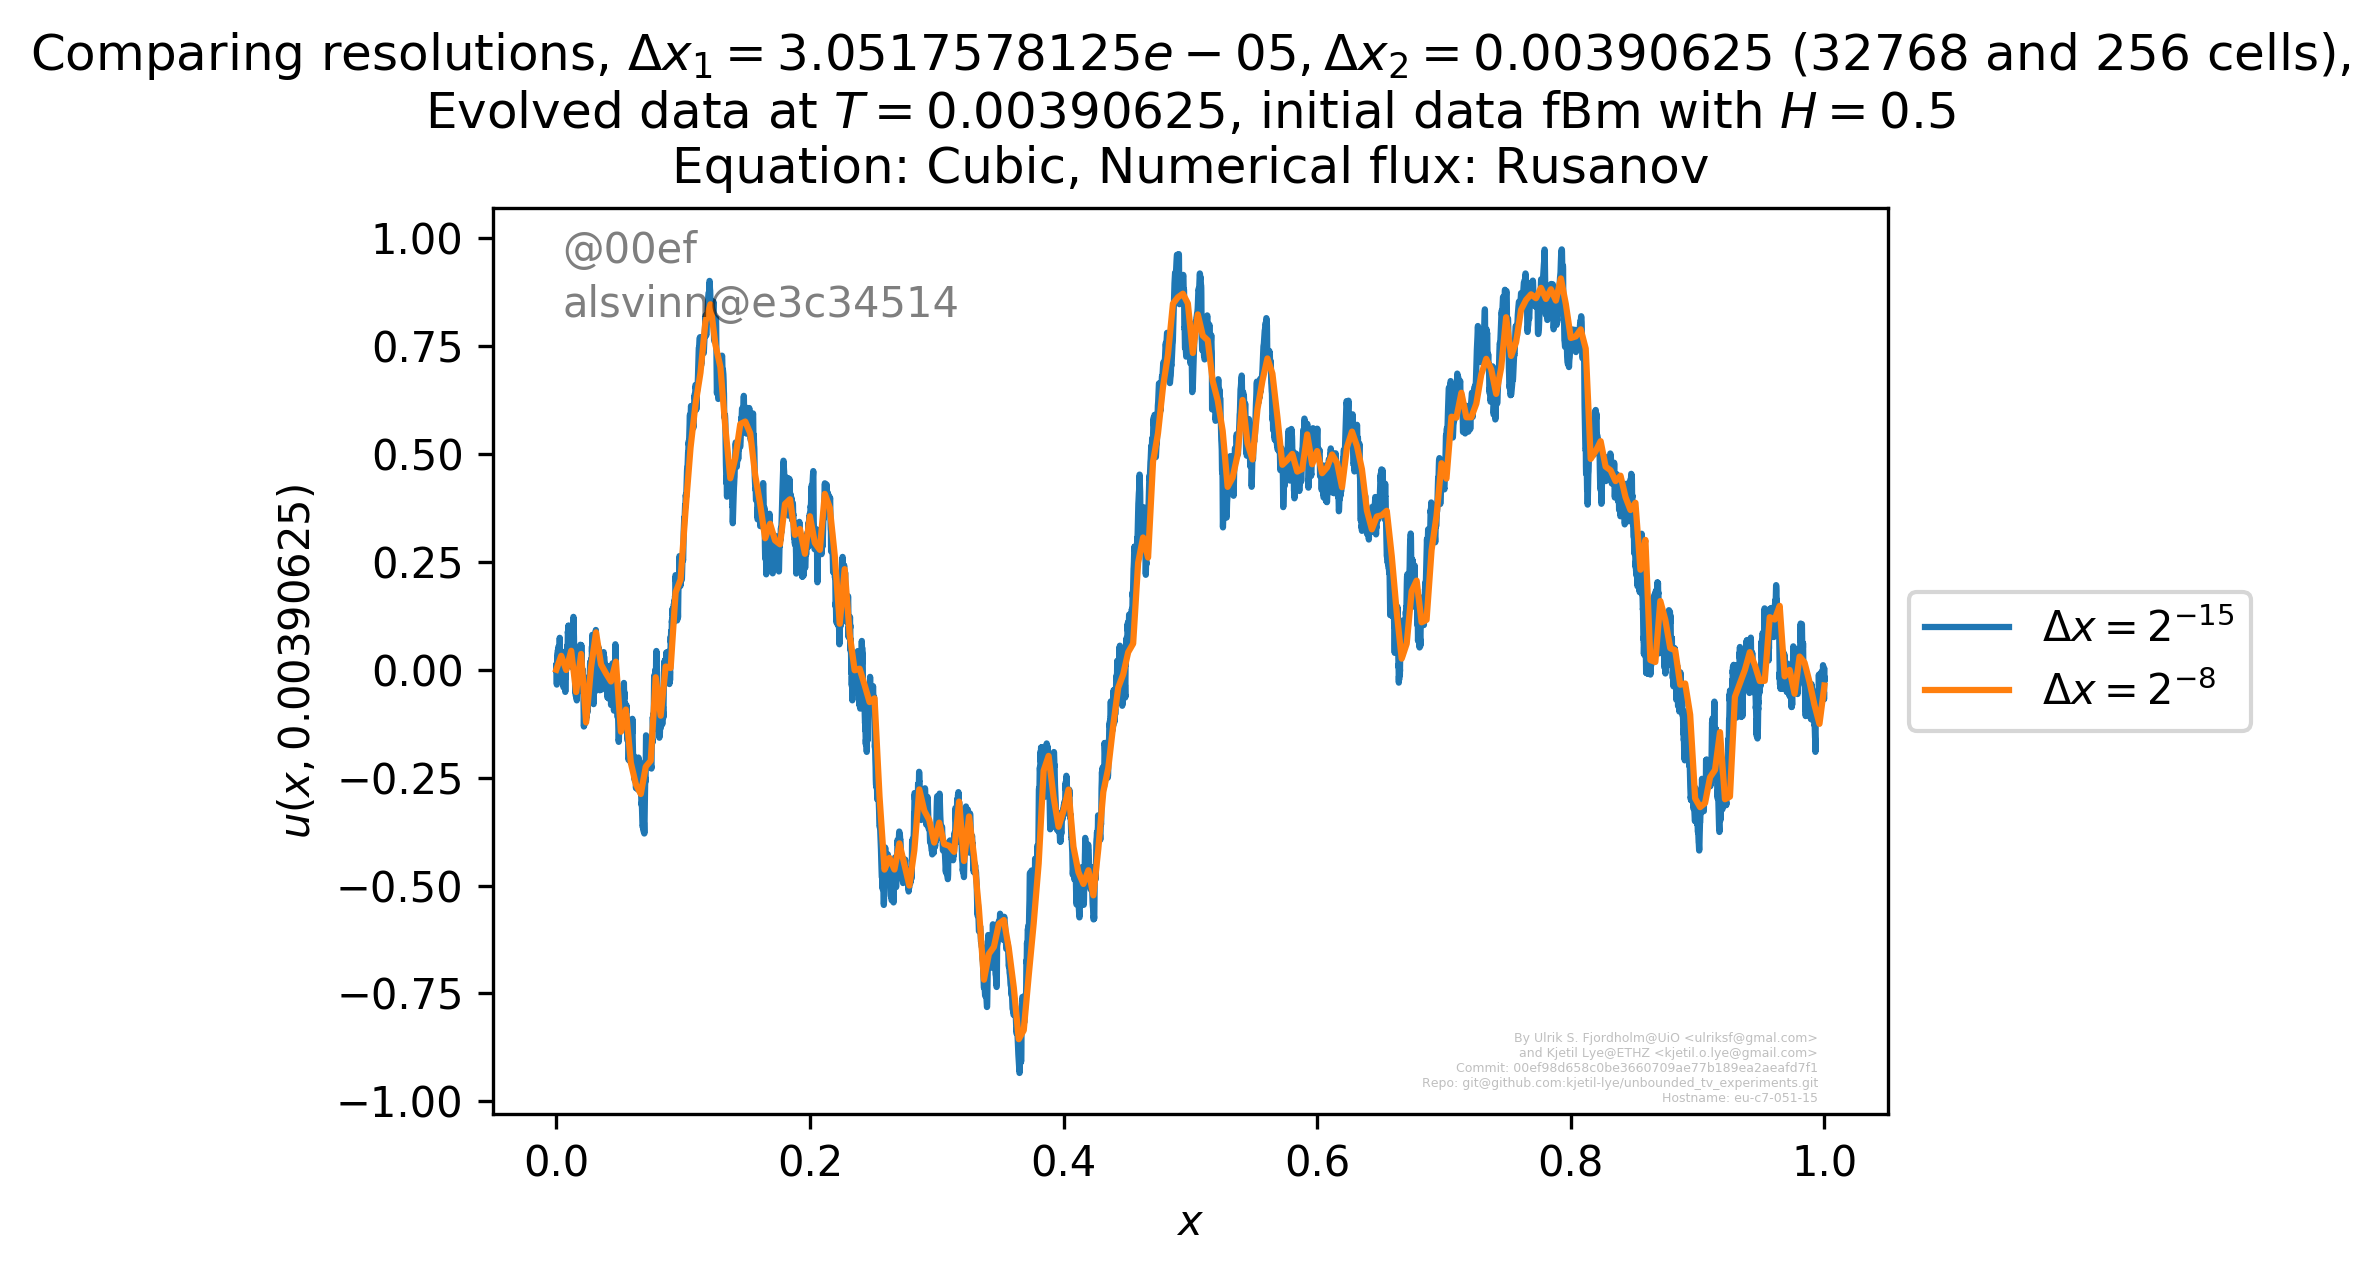 Comparing resolutions, Δx₁ = 3.0517578125e − 05, Δx₂ = 0.00390625 (32768 and 256 cells),
Evolved data at T = 0.00390625, initial data fBm with H = 0.5
Equation: Cubic, Numerical flux: Rusanov
@00ef
alsvinn@e3c34514
1.00
0.75
0.50
0.25
0.00
−0.25
−0.50
−0.75
−1.00
u(x, 0.00390625)
Δx = 2⁻¹⁵
Δx = 2⁻⁸
By Ulrik S. Fjordholm@UiO <ulriksf@gmal.com>
and Kjetil Lye@ETHZ <kjetil.o.lye@gmail.com>
Commit: 00ef98d658c0be3660709ae77b189ea2aeafd7f1
Repo: git@github.com:kjetil-lye/unbounded_tv_experiments.git
Hostname: eu-c7-051-15
0.0 0.2 0.4 0.6 0.8 1.0
x